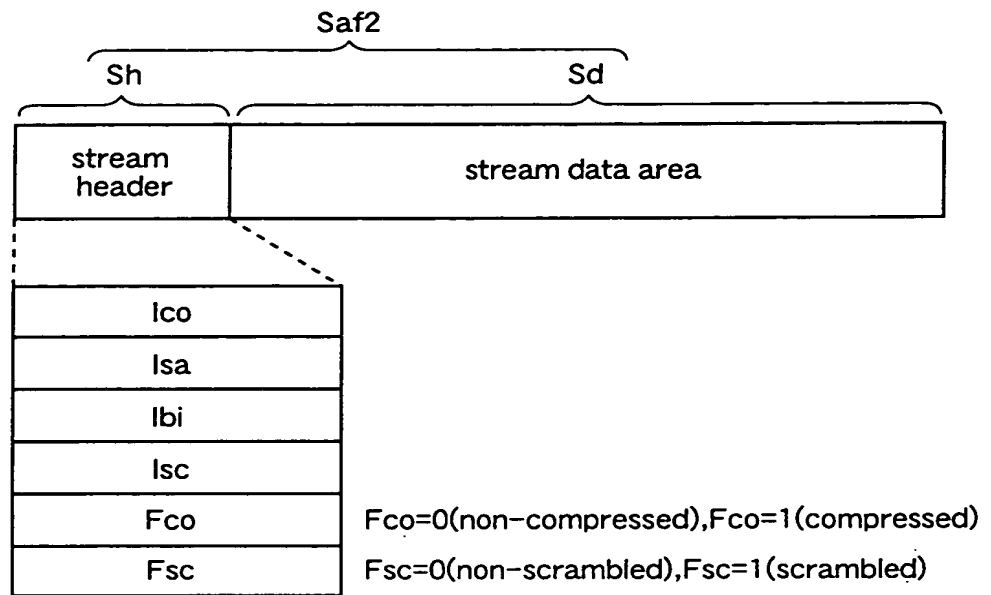 Saf2
Sh
Sd
stream
header
stream data area
Ico
Isa
Ibi
Isc
Fco
Fco=0(non-compressed),Fco=1(compressed)
Fsc
Fsc=0(non-scrambled),Fsc=1(scrambled)